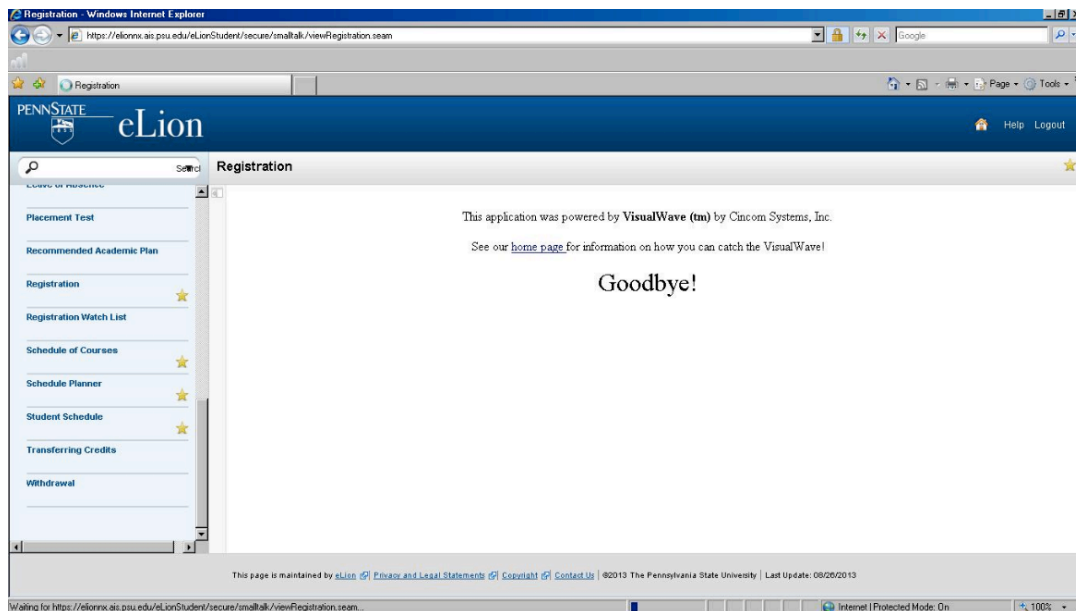 Registration - Windows Internet Explorer
https://elionnx.ais.psu.edu/eLionStudent/secure/smalltalk/viewRegistration.seam
Google
Registration
Page
Tools
PENNSTATE
eLion
Help Logout
Registration
Leave of Absence
Placement Test
Recommended Academic Plan
Registration
Registration Watch List
Schedule of Courses
Schedule Planner
Student Schedule
Transferring Credits
Withdrawal
This application was powered by VisualWave (tm) by Cincom Systems, Inc.
See our home page for information on how you can catch the VisualWave!
Goodbye!
This page is maintained by eLion | Privacy and Legal Statements | Copyright | Contact Us | ©2013 The Pennsylvania State University | Last Update: 08/26/2013
Waiting for https://elionnx.ais.psu.edu/eLionStudent/secure/smalltalk/viewRegistration.seam...
Internet | Protected Mode: On
100%